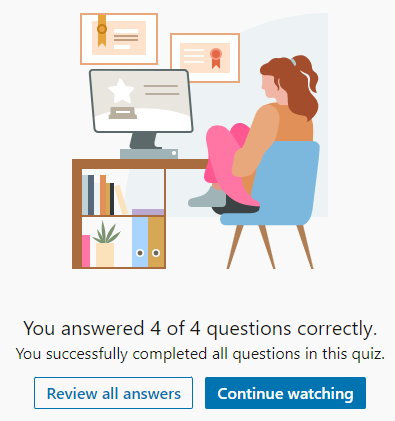 You answered 4 of 4 questions correctly.
You successfully completed all questions in this quiz.
Review all answers
Continue watching